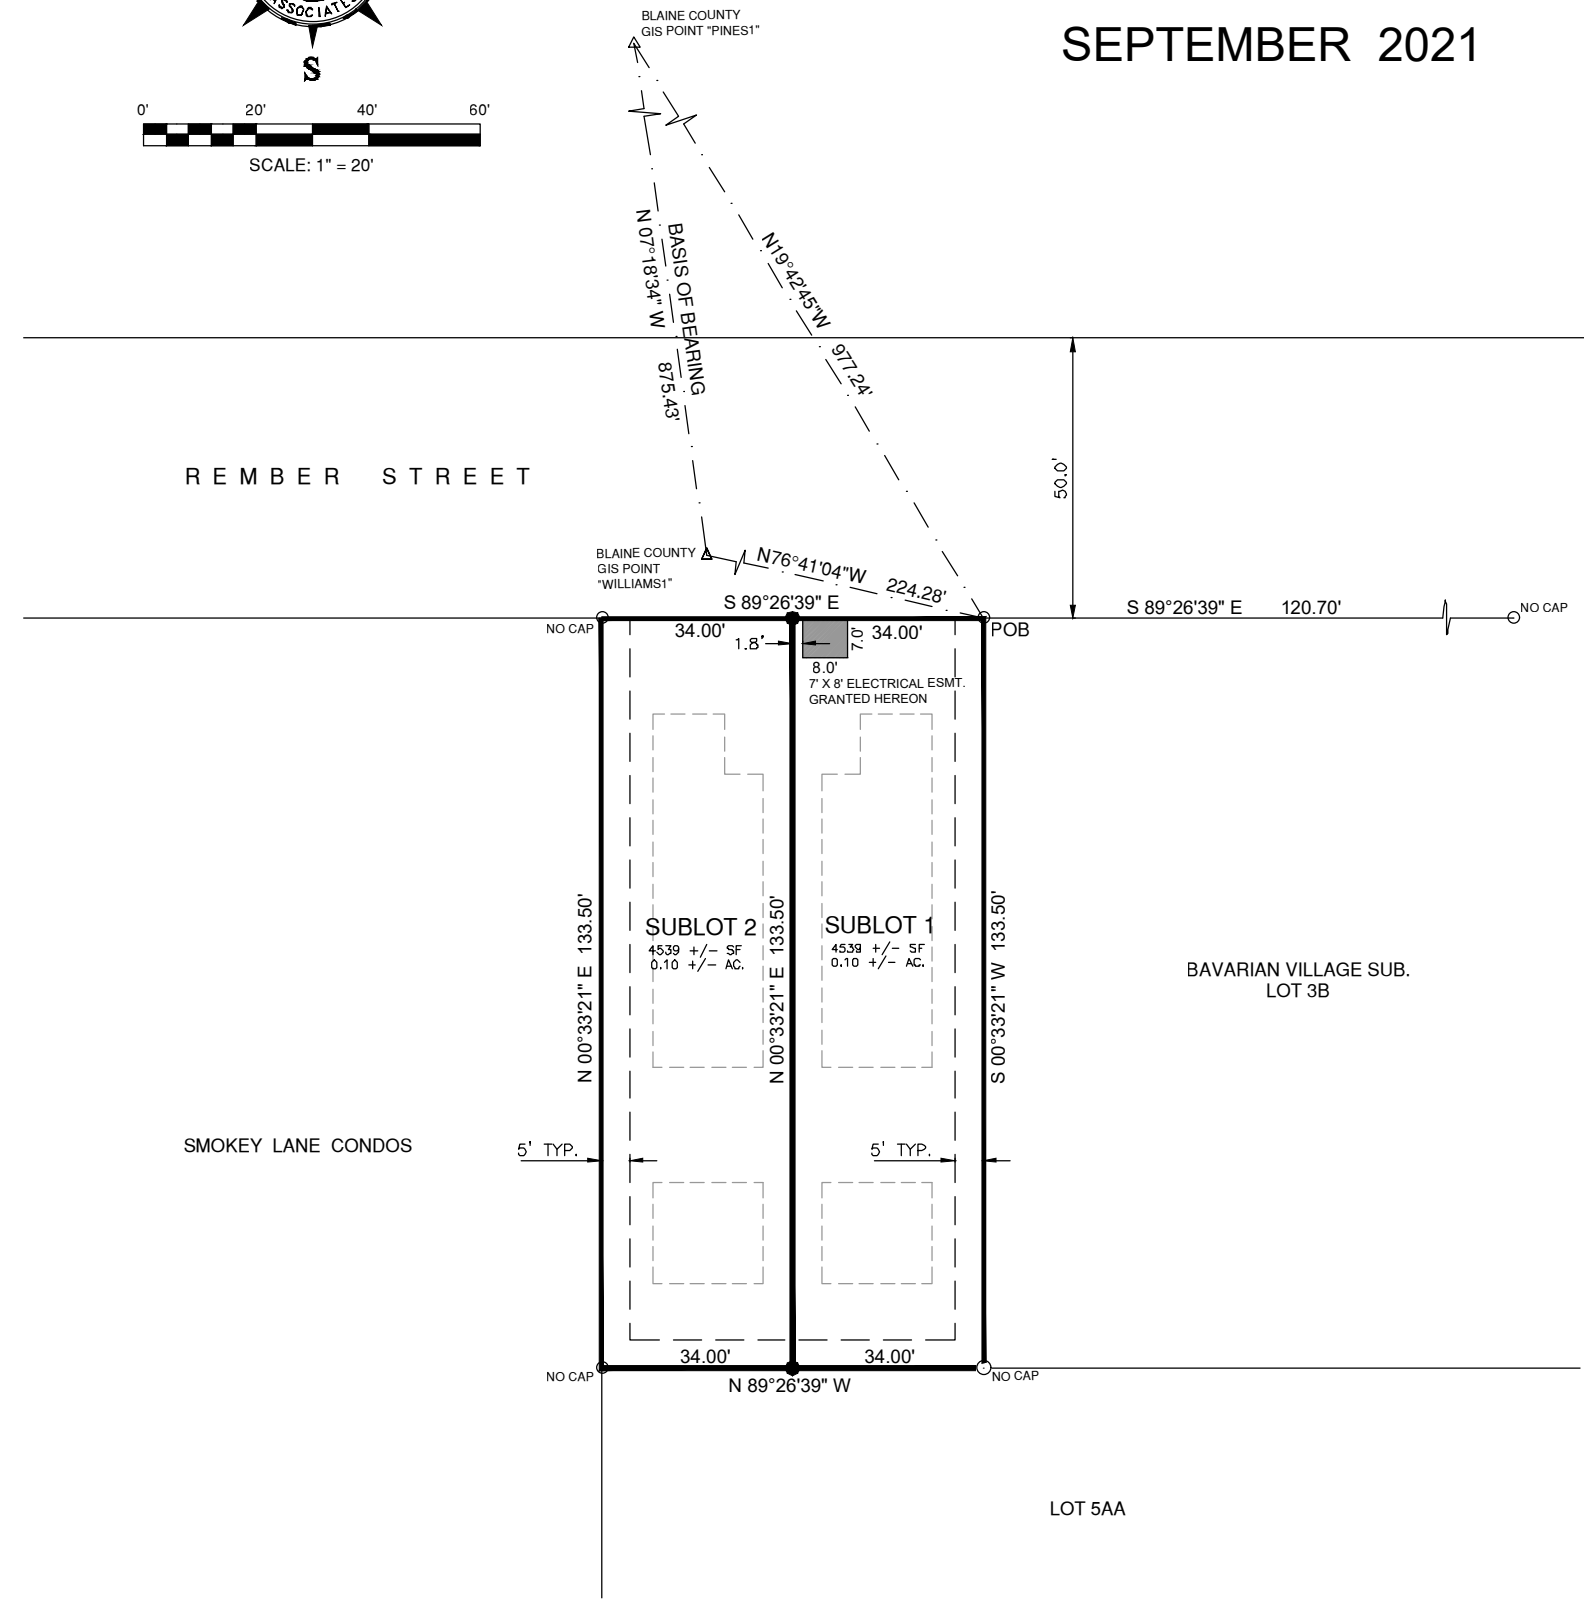 ASSOCIATES
S
0' 20' 40' 60'
SCALE: 1" = 20'
BLAINE COUNTY
GIS POINT "PINES1"
SEPTEMBER 2021
BASIS OF BEARING
N 07°18'34" W 875.43'
N19°42'45"W 977.24'
REMBER STREET
50.0'
BLAINE COUNTY
GIS POINT
"WILLIAMS1"
N76°41'04"W 224.28'
S 89°26'39" E
S 89°26'39" E 120.70'
NO CAP
NO CAP
34.00'
34.00'
POB
1.8'
7.0'
8.0'
7' X 8' ELECTRICAL ESMT.
GRANTED HEREON
N 00°33'21" E 133.50'
SUBLOT 2
4539 +/- SF
0.10 +/- AC.
N 00°33'21" E 133.50'
SUBLOT 1
4539 +/- SF
0.10 +/- AC.
S 00°33'21" W 133.50'
BAVARIAN VILLAGE SUB.
LOT 3B
SMOKEY LANE CONDOS
5' TYP.
5' TYP.
34.00'
34.00'
NO CAP
N 89°26'39" W
NO CAP
LOT 5AA